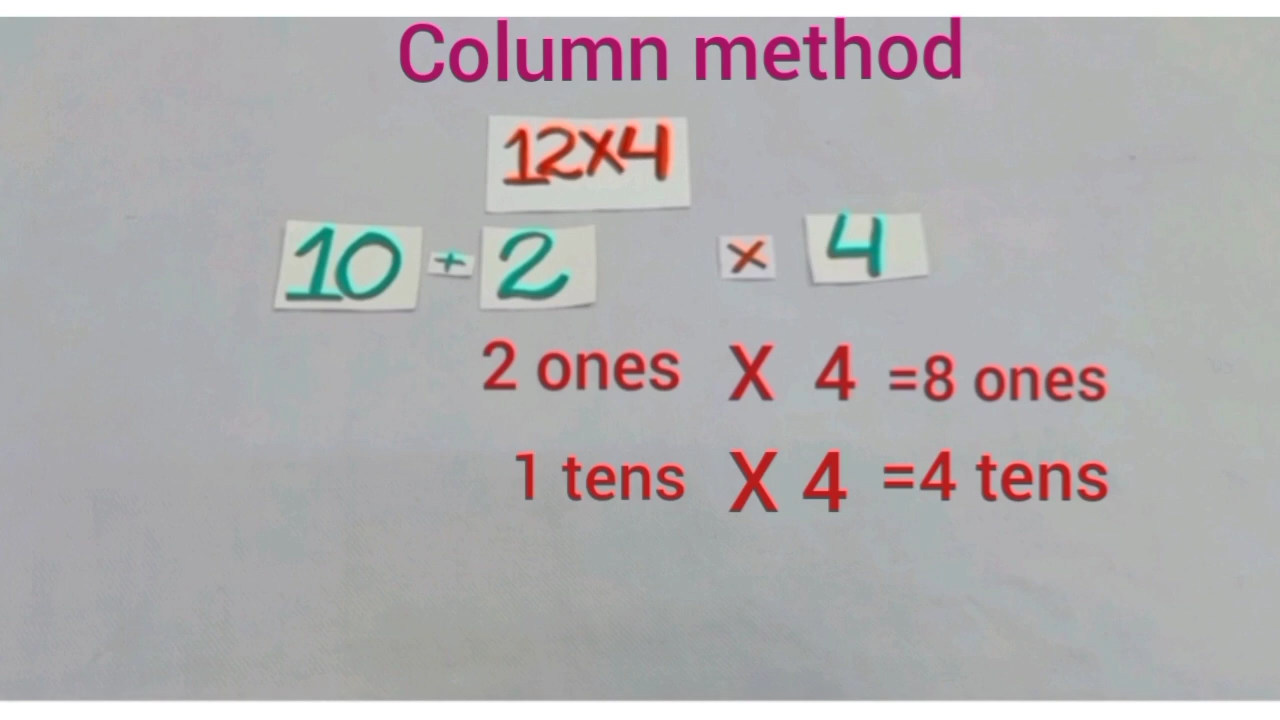 Column method
12x4
10 + 2 x 4
2 ones X 4 =8 ones
1 tens X 4 =4 tens